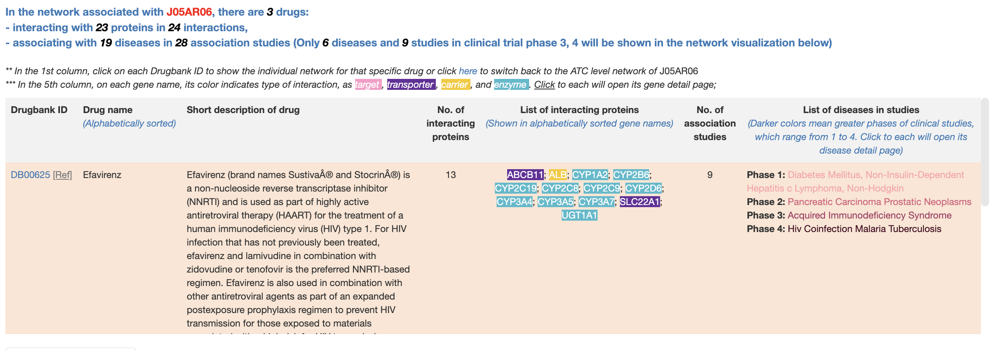 In the network associated with J05AR06, there are 3 drugs:
- interacting with 23 proteins in 24 interactions,
- associating with 19 diseases in 28 association studies (Only 6 diseases and 9 studies in clinical trial phase 3, 4 will be shown in the network visualization below)
** In the 1st column, click on each Drugbank ID to show the individual network for that specific drug or click here to switch back to the ATC level network of J05AR06
*** In the 5th column, on each gene name, its color indicates type of interaction, as target , transporter , carrier , and enzyme . Click to each will open its gene detail page;
Drugbank ID
Drug name
(Alphabetically sorted)
Short description of drug
No. of
interacting
proteins
List of interacting proteins
(Shown in alphabetically sorted gene names)
No. of
association
studies
List of diseases in studies
(Darker colors mean greater phases of clinical studies,
which range from 1 to 4. Click to each will open its
disease detail page)
DB00625 [Ref]
Efavirenz
Efavirenz (brand names SustivaÂ® and StocrinÂ®) is
a non-nucleoside reverse transcriptase inhibitor
(NNRTI) and is used as part of highly active
antiretroviral therapy (HAART) for the treatment of a
human immunodeficiency virus (HIV) type 1. For HIV
infection that has not previously been treated,
efavirenz and lamivudine in combination with
zidovudine or tenofovir is the preferred NNRTI-based
regimen. Efavirenz is also used in combination with
other antiretroviral agents as part of an expanded
postexposure prophylaxis regimen to prevent HIV
transmission for those exposed to materials
13
ABCB11; ALB; CYP1A2; CYP2B6;
CYP2C19; CYP2C8; CYP2C9; CYP2D6;
CYP3A4; CYP3A5; CYP3A7; SLC22A1;
UGT1A1
9
Phase 1: Diabetes Mellitus, Non-Insulin-Dependent
Hepatitis c Lymphoma, Non-Hodgkin
Phase 2: Pancreatic Carcinoma Prostatic Neoplasms
Phase 3: Acquired Immunodeficiency Syndrome
Phase 4: Hiv Coinfection Malaria Tuberculosis